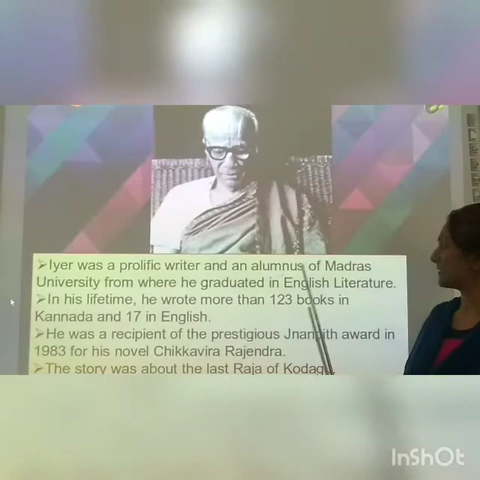 ➢Iyer was a prolific writer and an alumnus of Madras
University from where he graduated in English Literature.
➢In his lifetime, he wrote more than 123 books in
Kannada and 17 in English.
➢He was a recipient of the prestigious Jnanpith award in
1983 for his novel Chikkavira Rajendra.
➢The story was about the last Raja of Kodagu.
InShOt